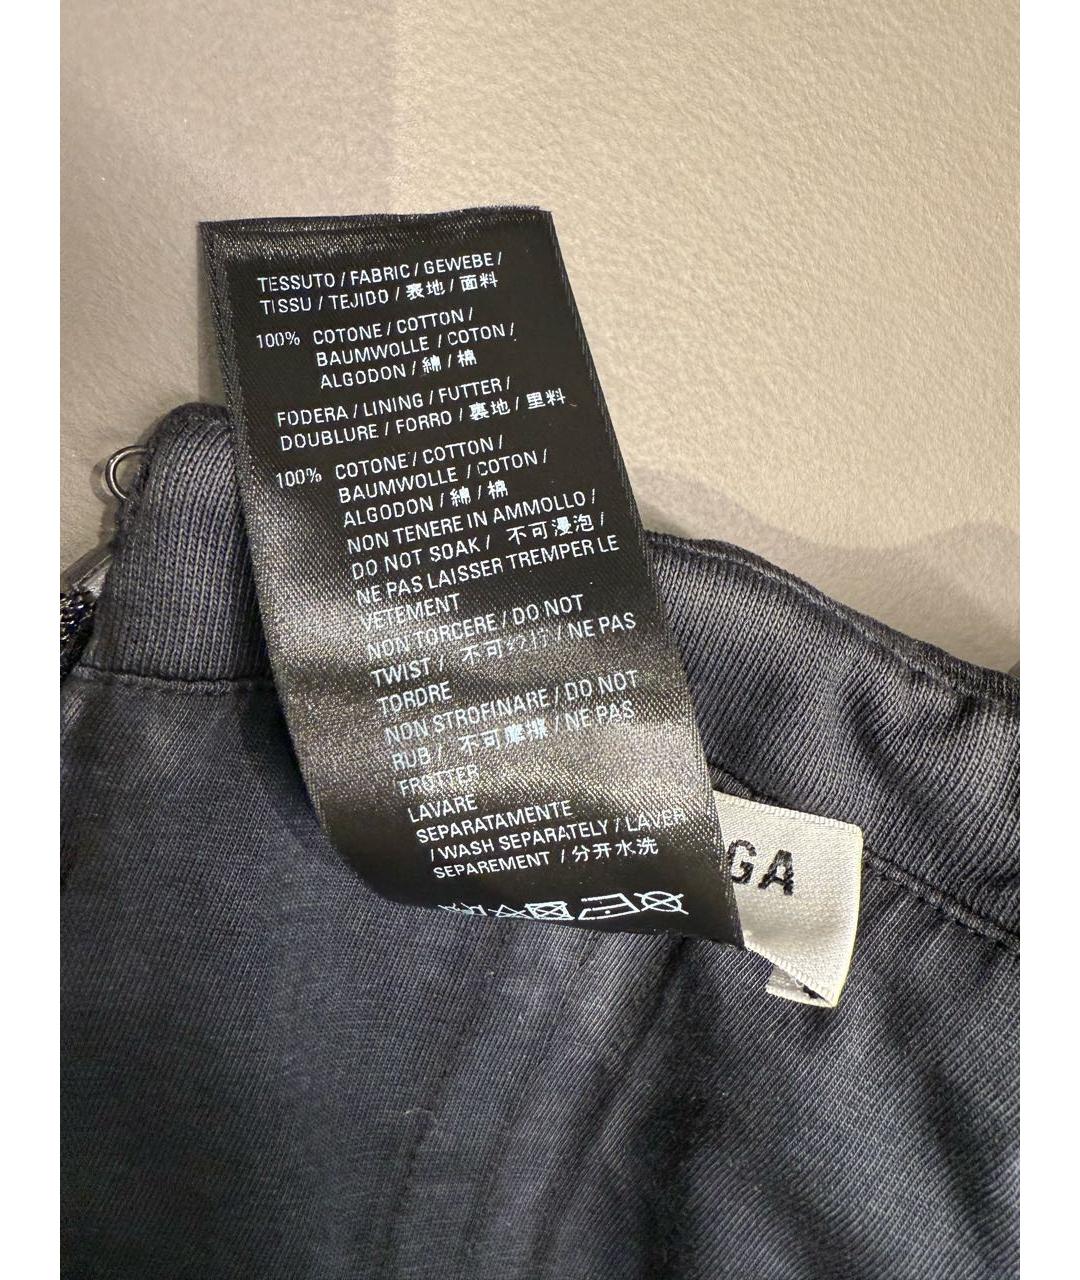 TESSUTO / FABRIC / GEWEBE /
TISSU / TEJIDO / 表地 / 面料
100% COTONE / COTTON /
BAUMWOLLE / COTON /
ALGODON / 綿 / 棉
FODERA / LINING / FUTTER /
DOUBLURE / FORRO / 裏地 / 里料
100% COTONE / COTTON /
BAUMWOLLE / COTON /
ALGODON / 綿 / 棉
NON TENERE IN AMMOLLO /
DO NOT SOAK / 不可浸泡 /
NE PAS LAISSER TREMPER LE
VETEMENT
NON TORCERE / DO NOT
TWIST / 不可 / NE PAS
TORDRE
NON STROFINARE / DO NOT
RUB / 不可摩擦 / NE PAS
FROTTER
LAVARE
SEPARATAMENTE
/ WASH SEPARATELY / LAVER
SEPAREMENT / 分开水洗
GA